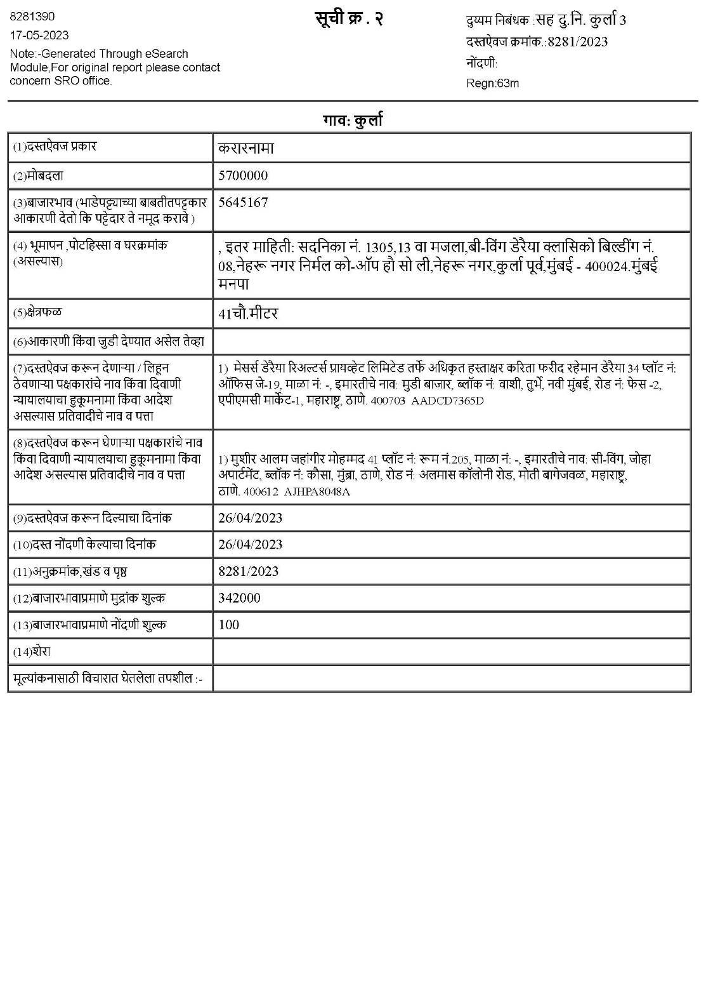 8281390
17-05-2023
Note:-Generated Through eSearch
Module,For original report please contact
concern SRO office.
सूची क्र . २
दुय्यम निबंधक :सह दु.नि. कुर्ला 3
दस्तऐवज क्रमांक.:8281/2023
नोंदणी:
Regn:63m
गाव: कुर्ला
(1)दस्तऐवज प्रकार
करारनामा
(2)मोबदला
5700000
(3)बाजारभाव (भाडेपट्ट्याच्या बाबतीतपट्टकार
आकारणी देतो कि पट्टेदार ते नमूद करावे )
5645167
(4) भूमापन ,पोटहिस्सा व घरक्रमांक
(असल्यास)
, इतर माहिती: सदनिका नं. 1305,13 वा मजला,बी-विंग डेरैया क्लासिको बिल्डींग नं.
08,नेहरू नगर निर्मल को-ऑप हौ सो ली,नेहरू नगर,कुर्ला पूर्व,मुंबई - 400024.मुंबई
मनपा
(5)क्षेत्रफळ
41चौ.मीटर
(6)आकारणी किंवा जुडी देण्यात असेल तेव्हा
(7)दस्तऐवज करून देणाऱ्या / लिहून
ठेवणाऱ्या पक्षकारांचे नाव किंवा दिवाणी
न्यायालयाचा हुकूमनामा किंवा आदेश
असल्यास प्रतिवादीचे नाव व पत्ता
1) मेसर्स डेरैया रिअल्टर्स प्रायव्हेट लिमिटेड तर्फे अधिकृत हस्ताक्षर करिता फरीद रहेमान डेरैया 34 प्लॉट नं:
ऑफिस जे-19, माळा नं: -, इमारतीचे नाव: मुडी बाजार, ब्लॉक नं: वाशी, तुर्भे, नवी मुंबई, रोड नं: फेस -2,
एपीएमसी मार्केट-1, महाराष्ट्र, ठाणे. 400703 AADCD7365D
(8)दस्तऐवज करून घेणाऱ्या पक्षकारांचे नाव
किंवा दिवाणी न्यायालयाचा हुकूमनामा किंवा
आदेश असल्यास प्रतिवादीचे नाव व पत्ता
1) मुशीर आलम जहांगीर मोहम्मद 41 प्लॉट नं: रूम नं.205, माळा नं: -, इमारतीचे नाव: सी-विंग, जोहा
अपार्टमेंट, ब्लॉक नं: कौसा, मुंब्रा, ठाणे, रोड नं: अलमास कॉलोनी रोड, मोती बागेजवळ, महाराष्ट्र,
ठाणे. 400612 AJHPA8048A
(9)दस्तऐवज करून दिल्याचा दिनांक
26/04/2023
(10)दस्त नोंदणी केल्याचा दिनांक
26/04/2023
(11)अनुक्रमांक,खंड व पृष्ठ
8281/2023
(12)बाजारभावाप्रमाणे मुद्रांक शुल्क
342000
(13)बाजारभावाप्रमाणे नोंदणी शुल्क
100
(14)शेरा
मूल्यांकनासाठी विचारात घेतलेला तपशील :-